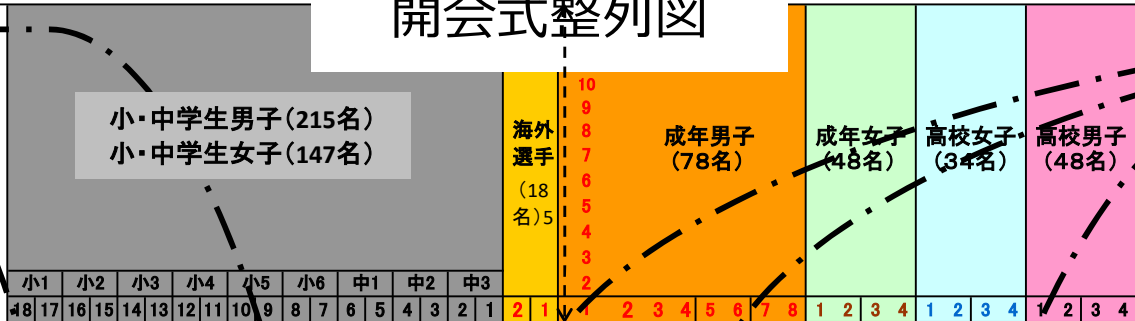 開会式整列図
小・中学生男子（215名）
小・中学生女子（147名）
海外
選手
（18
名）5
10
9
8
7
6
5
4
3
2
成年男子
（78名）
成年女子
（48名）
高校女子
（34名）
高校男子
（48名）
小1 小2 小3 小4 小5 小6 中1 中2 中3
18 17 16 15 14 13 12 11 10 9 8 7 6 5 4 3 2 1 2 1 1 2 3 4 5 6 7 8 1 2 3 4 1 2 3 4 1 2 3 4